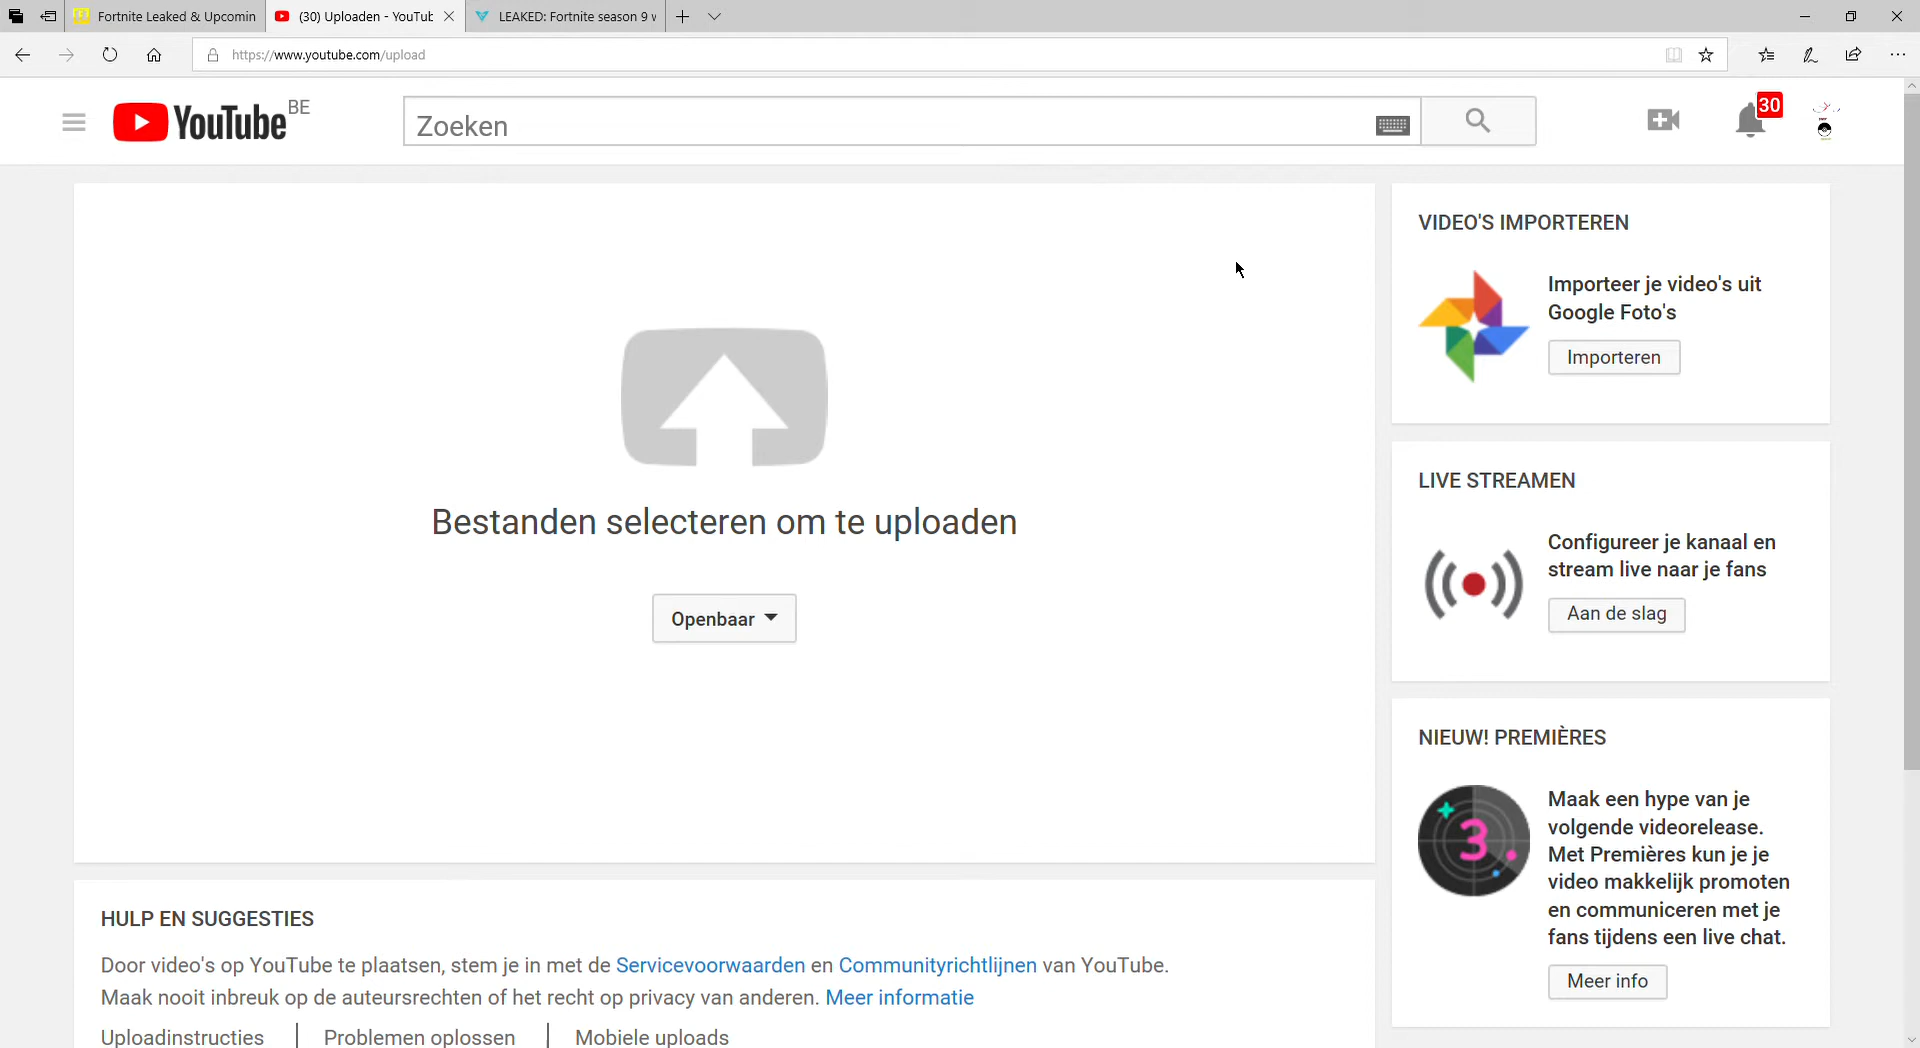 Fortnite Leaked & Upcomin
(30) Uploaden - YouTub
LEAKED: Fortnite season 9 v
https://www.youtube.com/upload
YouTube BE
Zoeken
30
Bestanden selecteren om te uploaden
Openbaar
VIDEO'S IMPORTEREN
Importeer je video's uit
Google Foto's
Importeren
LIVE STREAMEN
Configureer je kanaal en
stream live naar je fans
Aan de slag
NIEUW! PREMIÈRES
3
Maak een hype van je
volgende videorelease.
Met Premières kun je je
video makkelijk promoten
en communiceren met je
fans tijdens een live chat.
Meer info
HULP EN SUGGESTIES
Door video's op YouTube te plaatsen, stem je in met de Servicevoorwaarden en Communityrichtlijnen van YouTube.
Maak nooit inbreuk op de auteursrechten of het recht op privacy van anderen. Meer informatie
Uploadinstructies | Problemen oplossen | Mobiele uploads